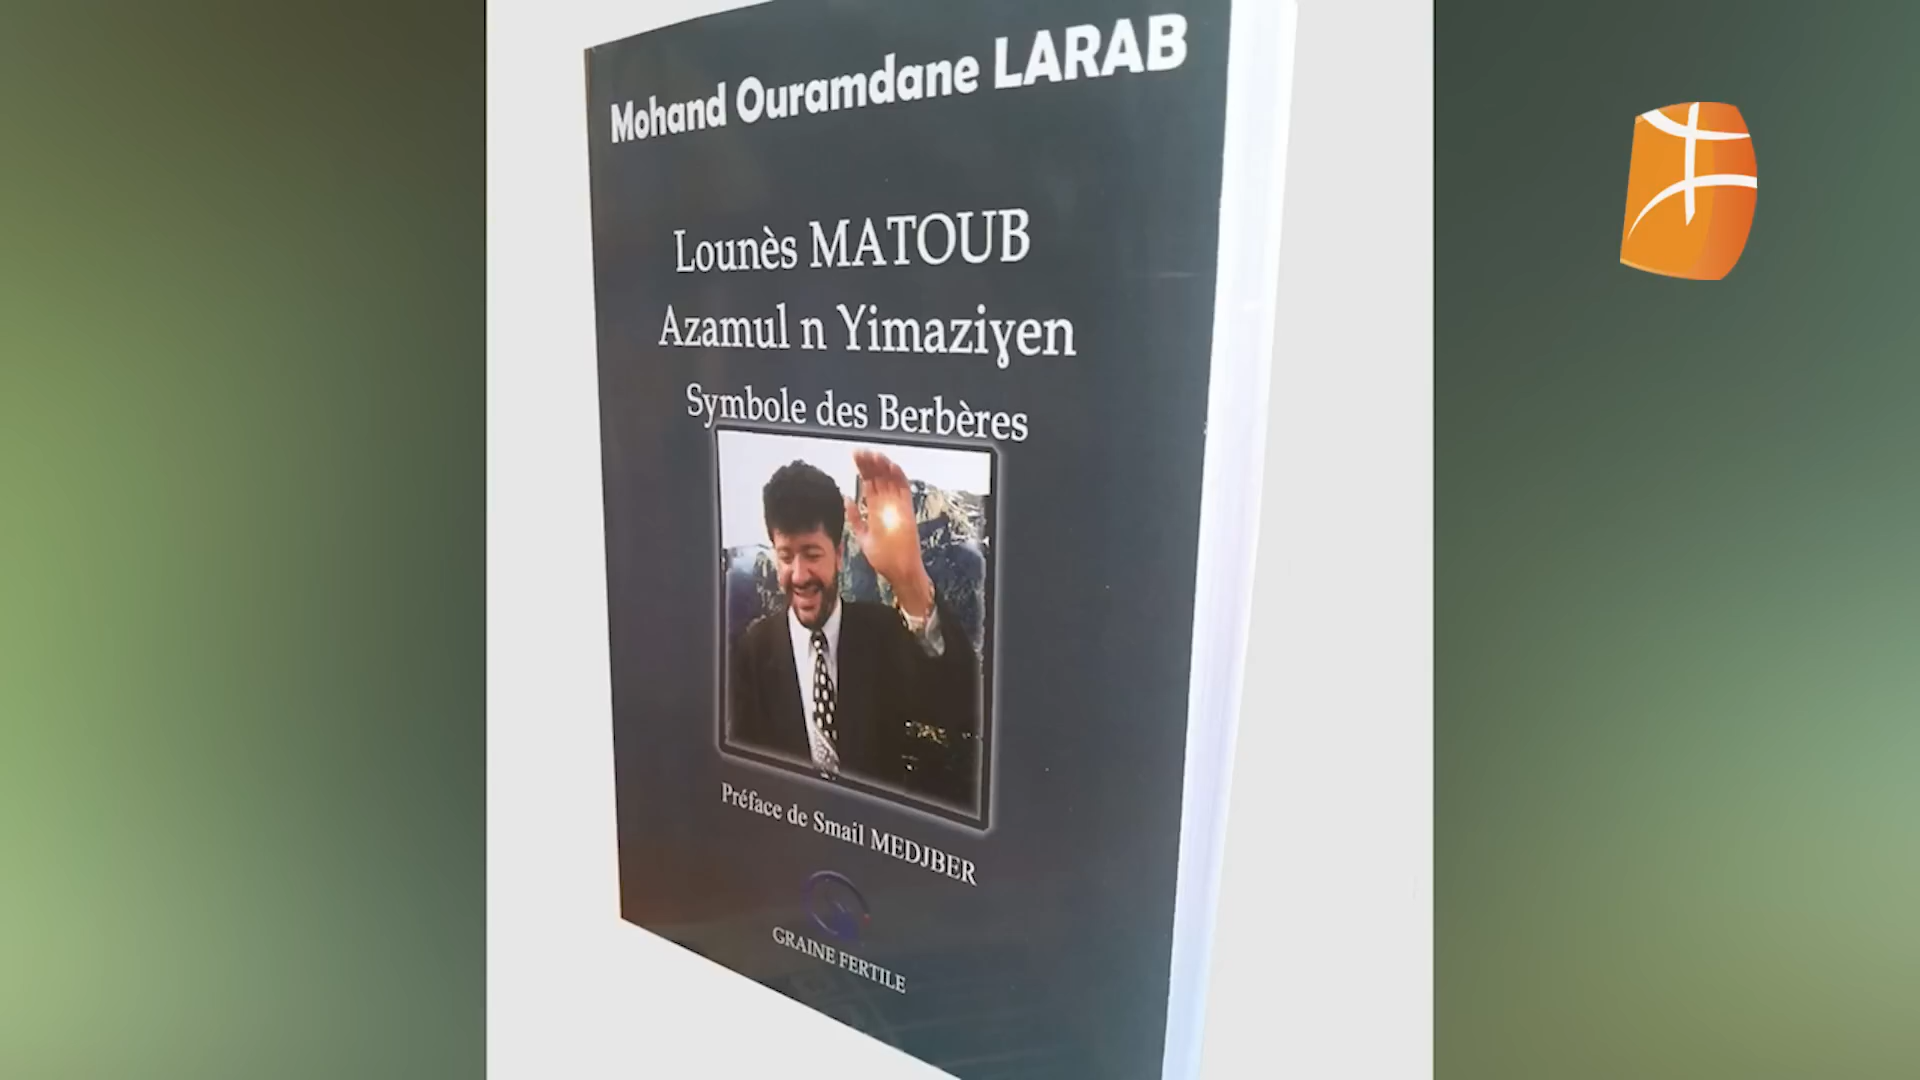 Mohand Ouramdane LARAB
Lounès MATOUB
Azamul n Yimaziɣen
Symbole des Berbères
Préface de Smail MEDJBER
GRAINE FERTILE